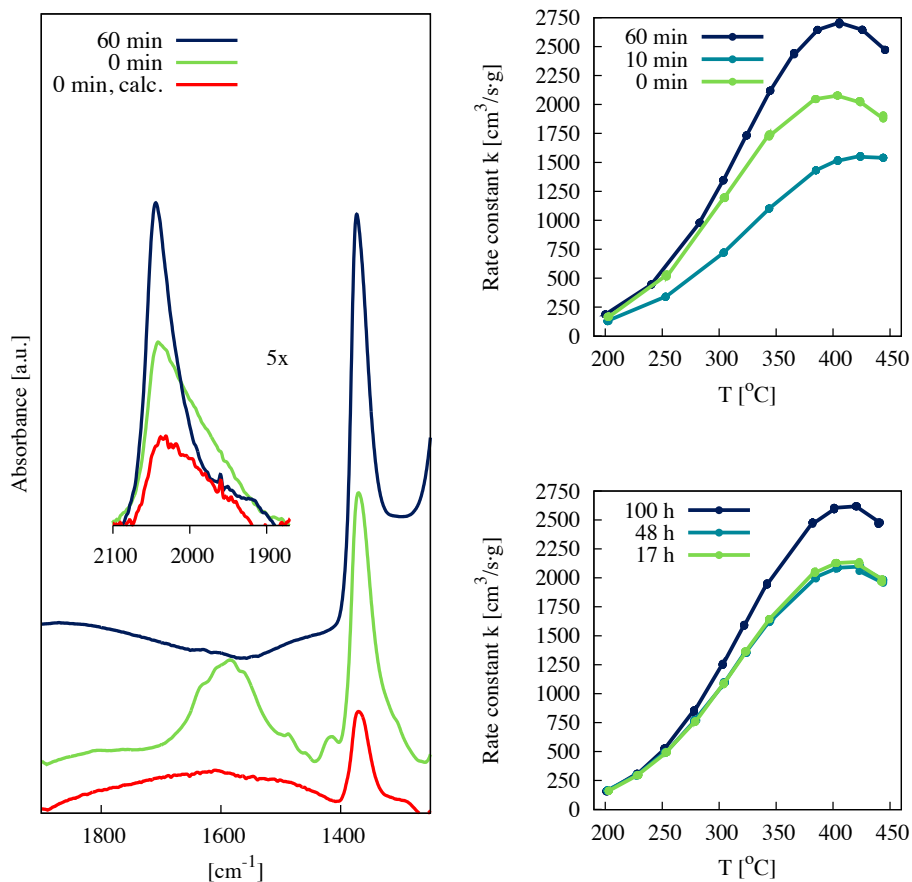 60 min
0 min
0 min, calc.
5x
2100 2000 1900
Absorbance [a.u.]
1800 1600 1400
[cm⁻¹]
60 min
10 min
0 min
2750
2500
2250
2000
1750
1500
1250
1000
750
500
250
0
200 250 300 350 400 450
Rate constant k [cm³/s·g]
T [°C]
100 h
48 h
17 h
2750
2500
2250
2000
1750
1500
1250
1000
750
500
250
0
200 250 300 350 400 450
Rate constant k [cm³/s·g]
T [°C]